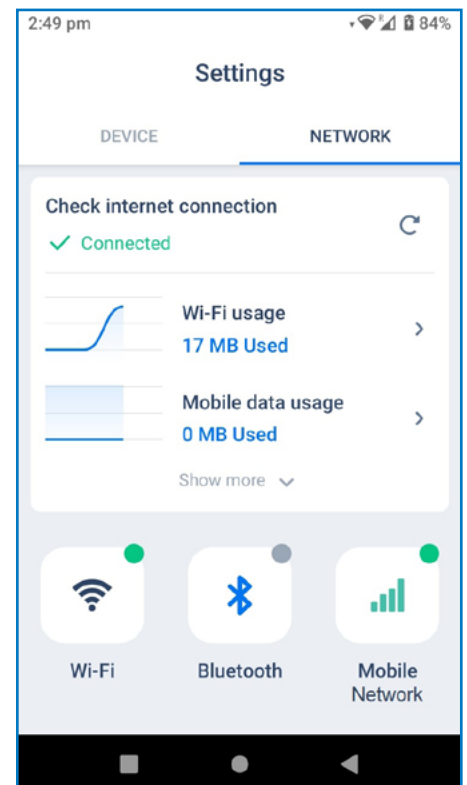 2:49 pm
R
84%
Settings
DEVICE
NETWORK
Check internet connection
Connected
Wi-Fi usage
17 MB Used
Mobile data usage
0 MB Used
Show more
Wi-Fi
Bluetooth
Mobile
Network